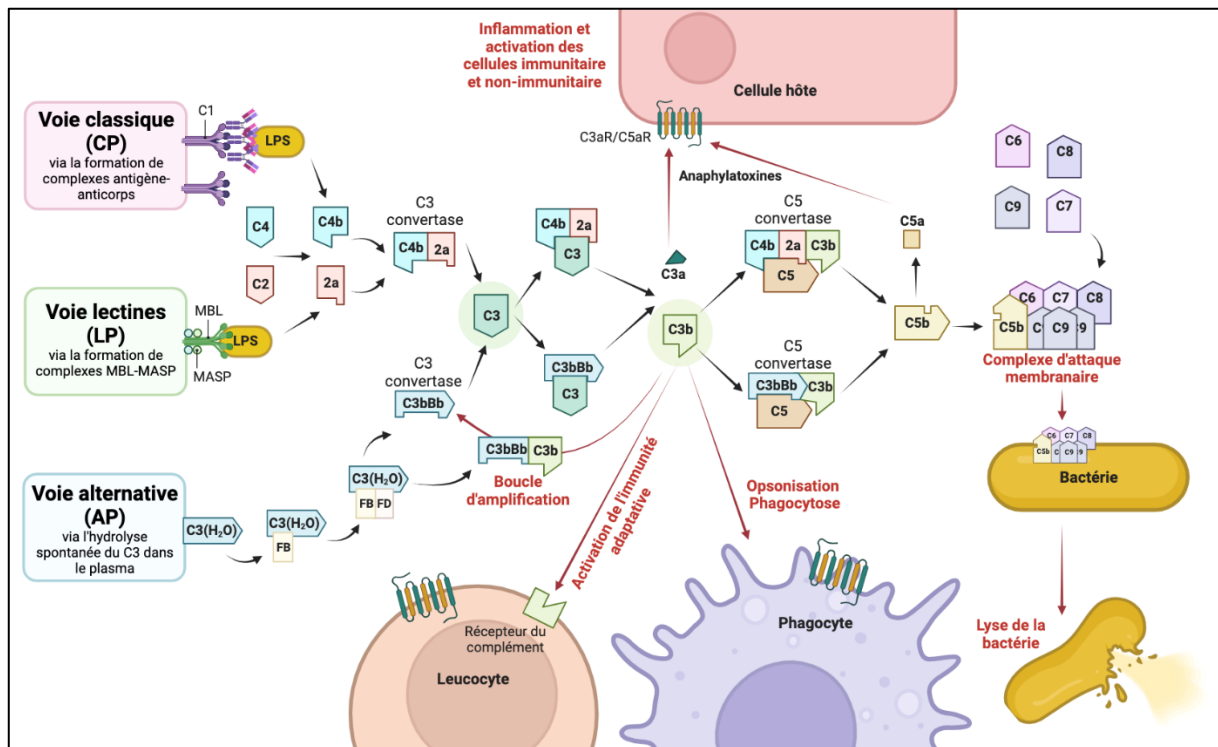 Inflammation et
activation des
cellules immunitaire
et non-immunitaire
Cellule hôte
C3aR/C5aR
Anaphylatoxines
Voie classique
(CP)
via la formation de
complexes antigène-
anticorps
C1
LPS
C4
C4b
C2
2a
C3
convertase
C4b
2a
Voie lectines
(LP)
via la formation de
complexes MBL-MASP
MBL
LPS
MASP
C3
C4b
2a
C3
C3bBb
C3
C3
convertase
C3bBb
C3a
C3b
C5
convertase
C4b
2a
C3b
C5
C5
convertase
C3bBb
C3b
C5
C5a
C5b
C6
C8
C9
C7
C6
C7
C8
C5b
C9
C9
C9
Complexe d'attaque
membranaire
C6
C7
C8
C5b
C9
C9
C9
Bactérie
Lyse de la
bactérie
Voie alternative
(AP)
via l'hydrolyse
spontanée du C3 dans
le plasma
C3(H₂O)
C3(H₂O)
FB
C3(H₂O)
FB
FD
C3bBb
C3b
Boucle
d'amplification
Activation de l'immunité
adaptative
Opsonisation
Phagocytose
Récepteur du
complément
Leucocyte
Phagocyte